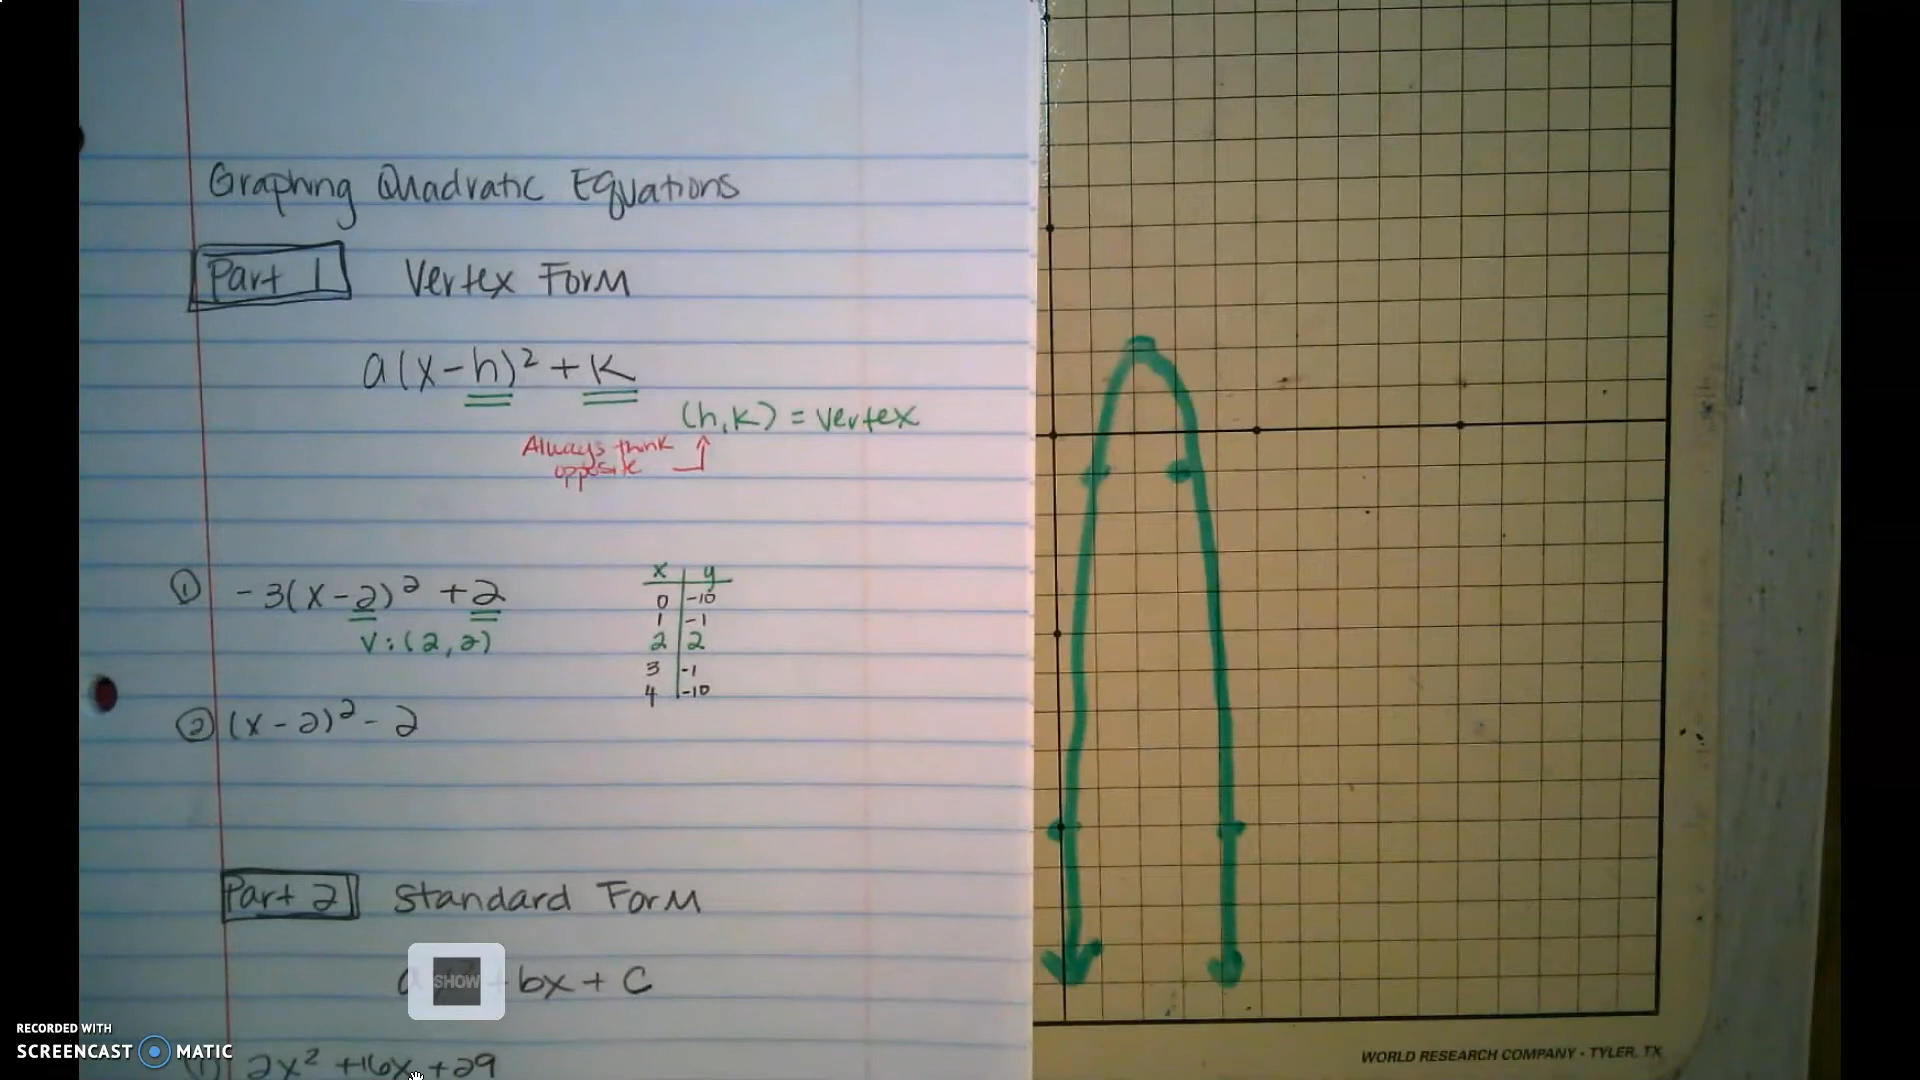 Graphing Quadratic Equations
Part 1 Vertex Form
a(x-h)² + k
(h,k) = vertex
Always think
opposite
① -3(x-2)² +2
V:(2,2)
x y
0 -10
1 -1
2 2
3 -1
4 -10
② (x-2)² - 2
Part 2 Standard Form
SHOW
a + bx + c
① 2x² +16x +29
RECORDED WITH
SCREENCAST MATIC
WORLD RESEARCH COMPANY - TYLER, TX